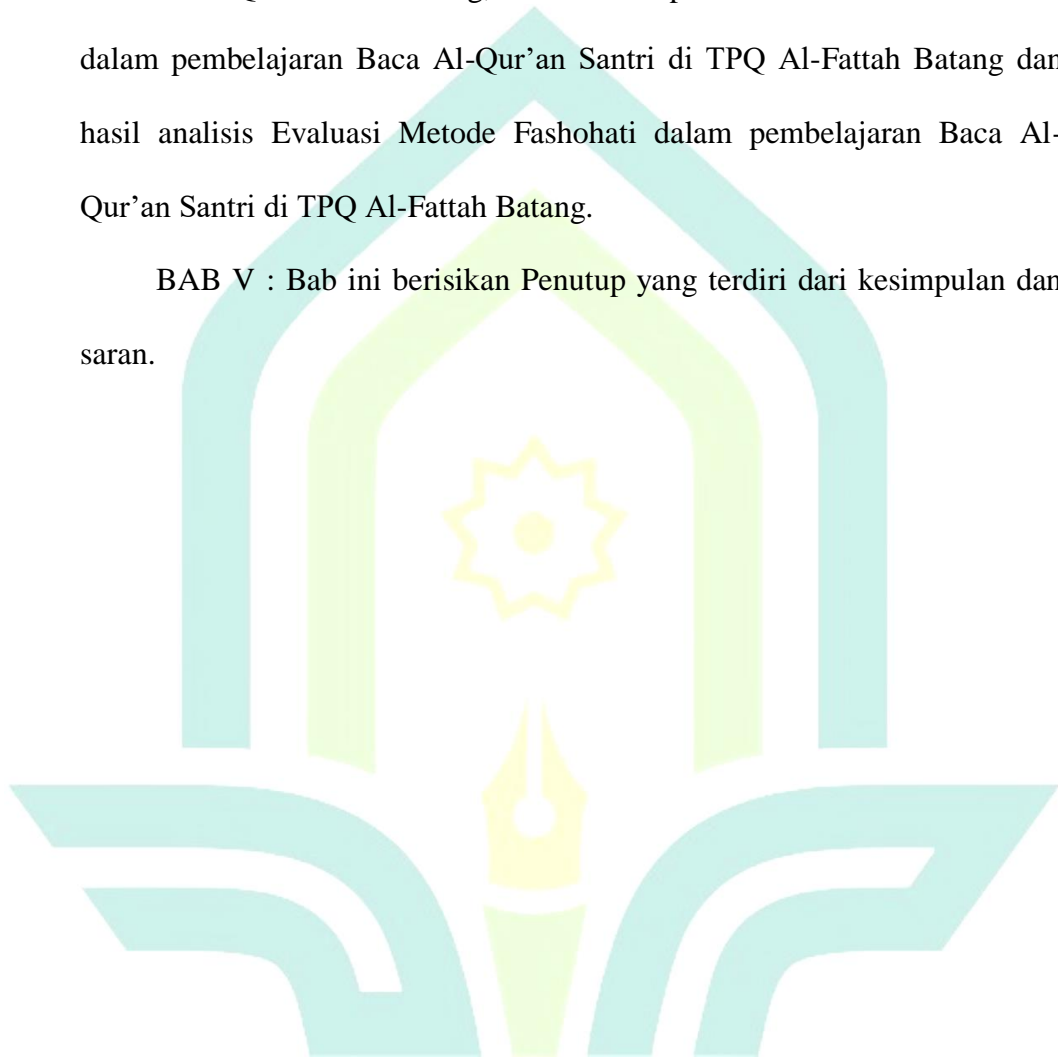 dalam pembelajaran Baca Al-Qur'an Santri di TPQ Al-Fattah Batang dan
hasil analisis Evaluasi Metode Fashohati dalam pembelajaran Baca Al-
Qur'an Santri di TPQ Al-Fattah Batang.
BAB V : Bab ini berisikan Penutup yang terdiri dari kesimpulan dan
saran.